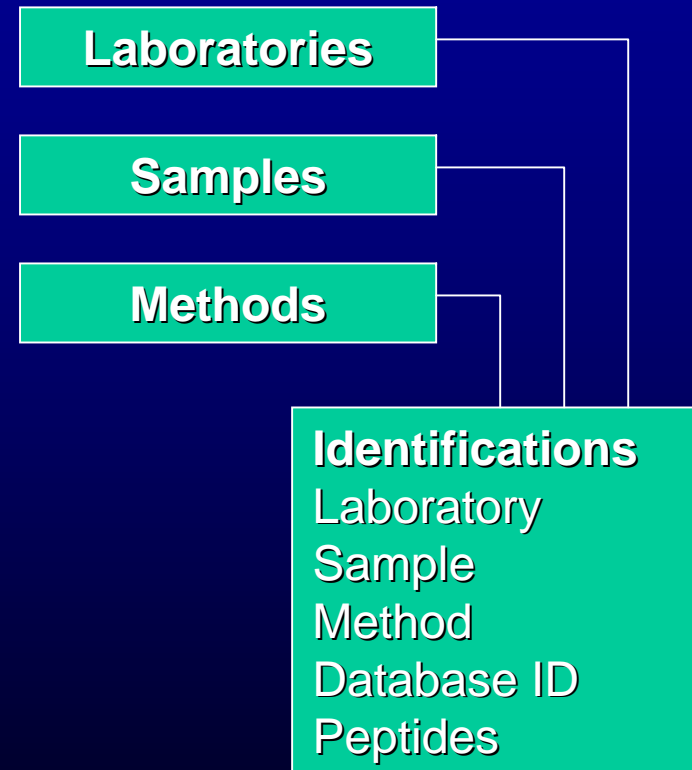 Laboratories
Samples
Methods
Identifications
Laboratory
Sample
Method
Database ID
Peptides